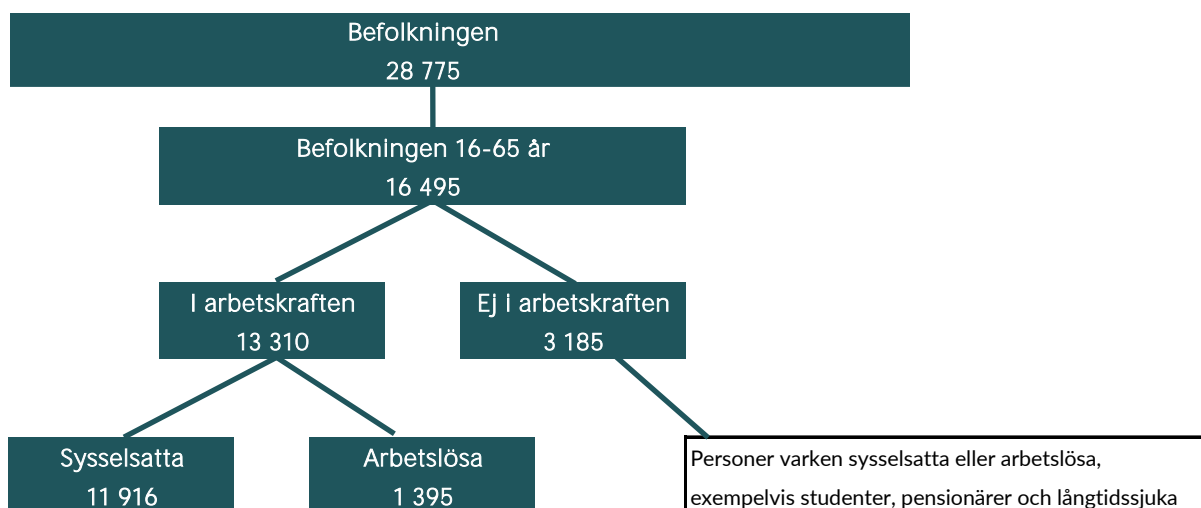 Befolkningen
28 775
Befolkningen 16-65 år
16 495
I arbetskraften
13 310
Ej i arbetskraften
3 185
Sysselsatta
11 916
Arbetslösa
1 395
Personer varken sysselsatta eller arbetslösa,
exempelvis studenter, pensionärer och långtidssjuka